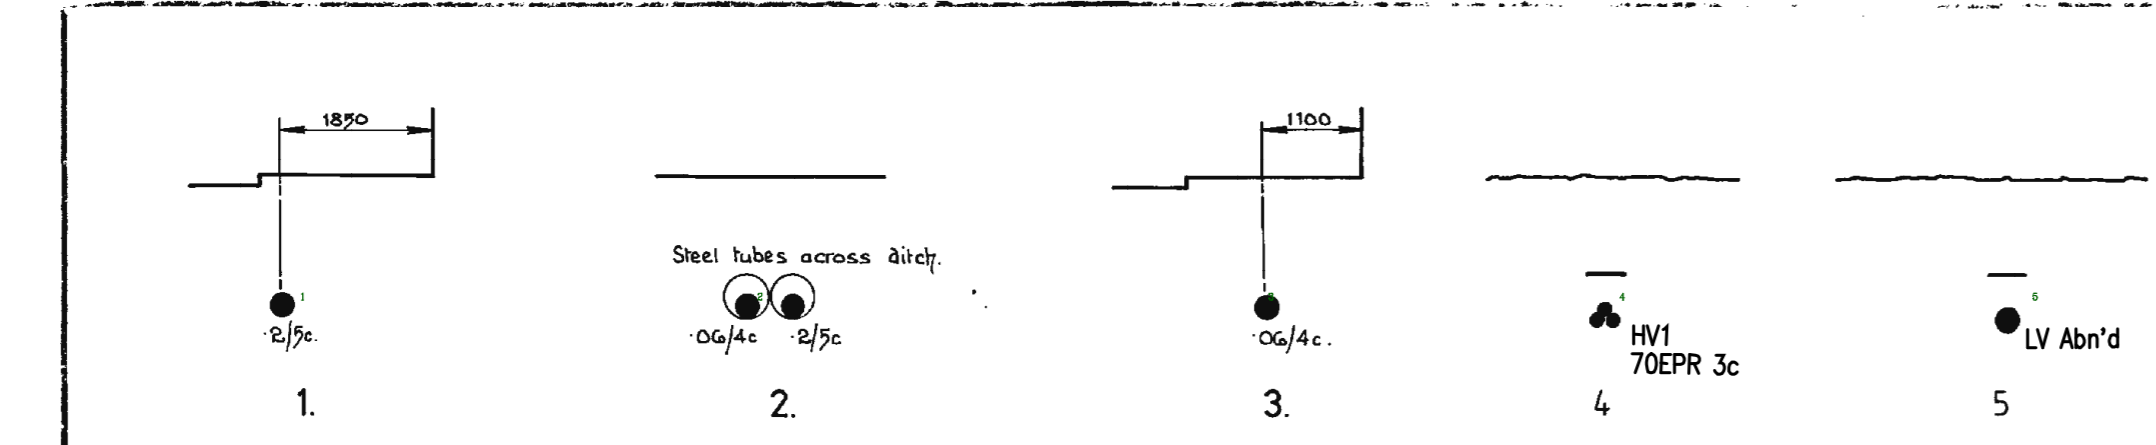 1850
1100
Steel tubes across ditch.
1
2
3
4
5
.2/5c.
.06/4c .2/5c
.06/4c.
HV1
70EPR 3c
LV Abn'd
1.
2.
3.
4
5